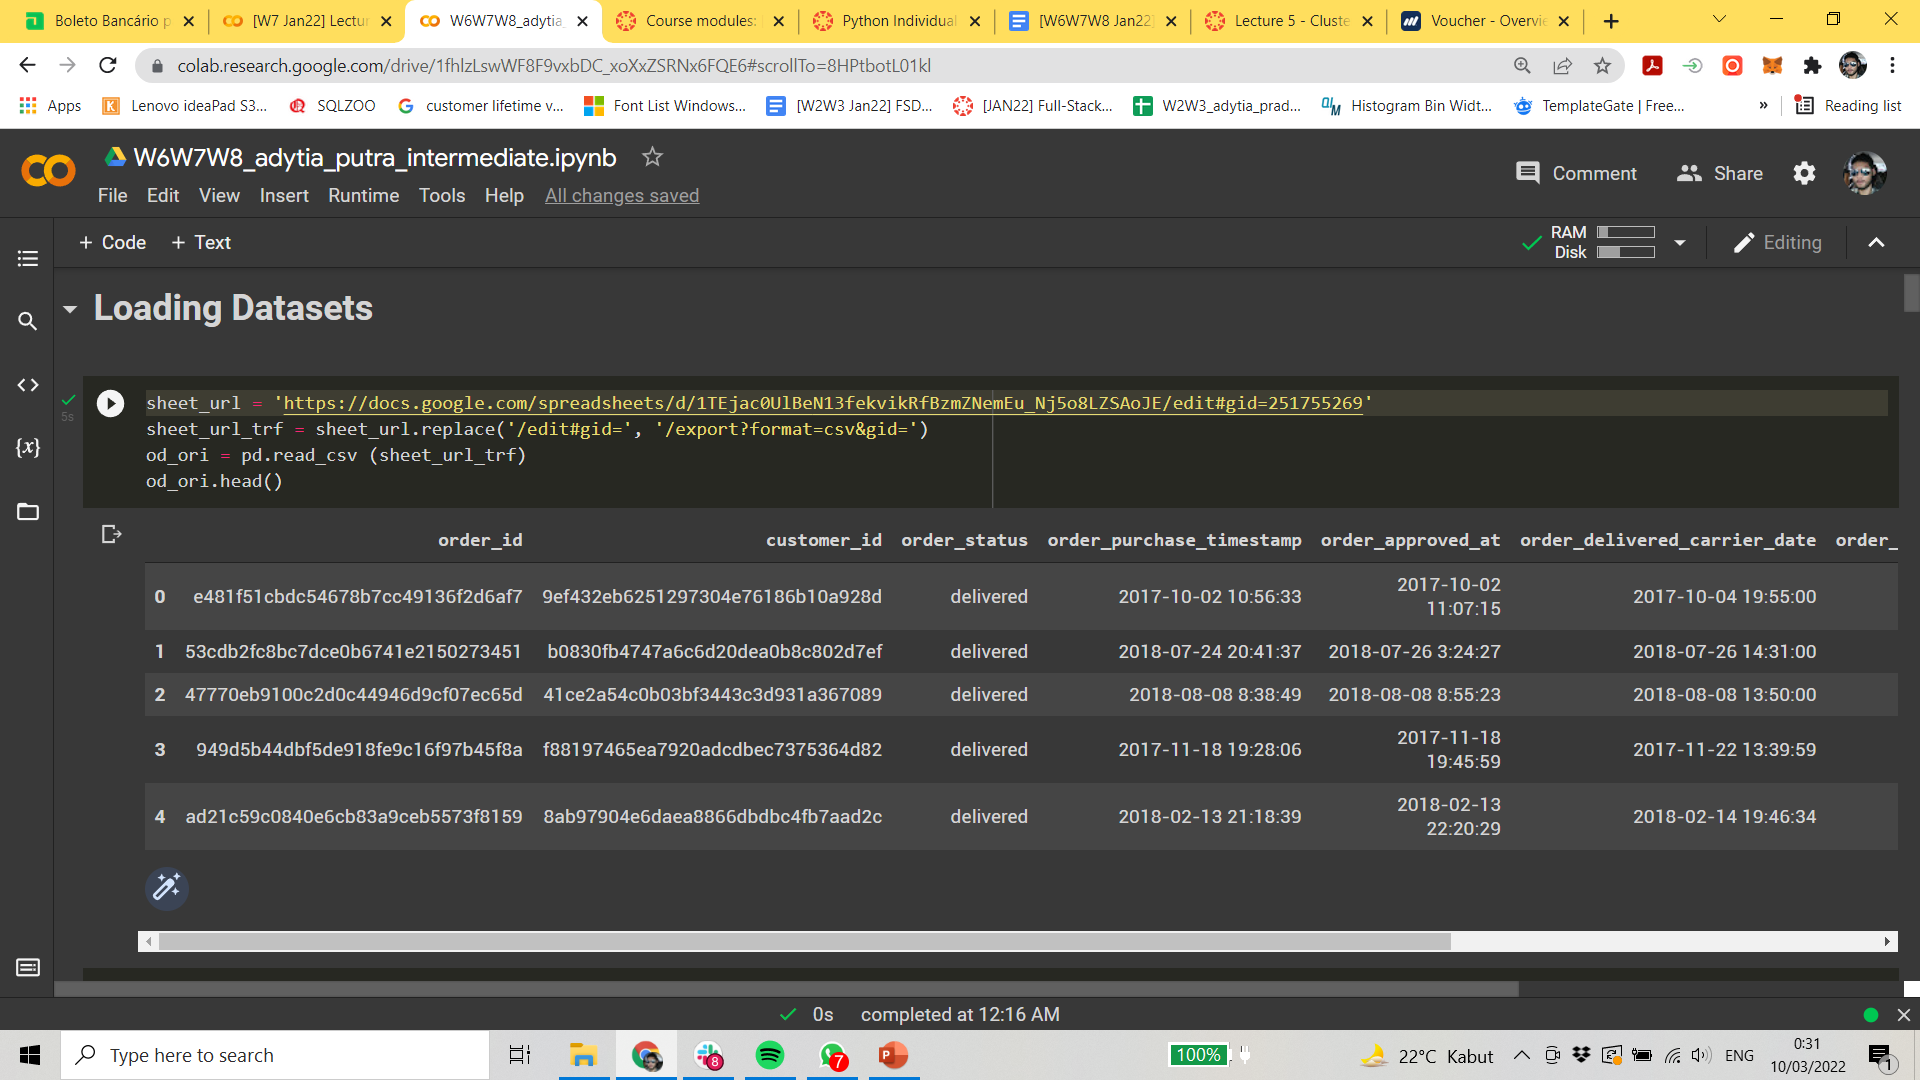 Boleto Bancário p
[W7 Jan22] Lectur
W6W7W8_adytia_
Course modules:
Python Individual
[W6W7W8 Jan22]
Lecture 5 - Cluste
Voucher - Overvie
colab.research.google.com/drive/1fhlzLswWF8F9vxbDC_xoXxZSRNx6FQE6#scrollTo=8HPtbotL01kl
Apps
Lenovo ideaPad S3...
SQLZOO
customer lifetime v...
Font List Windows...
[W2W3 Jan22] FSD...
[JAN22] Full-Stack...
W2W3_adytia_prad...
Histogram Bin Widt...
TemplateGate | Free...
»
Reading list
W6W7W8_adytia_putra_intermediate.ipynb
Comment
Share
File Edit View Insert Runtime Tools Help All changes saved
+ Code + Text
RAM
Disk
Editing
Loading Datasets
5s
sheet_url = 'https://docs.google.com/spreadsheets/d/1TEjac0UlBeN13fekvikRfBzmZNemEu_Nj5o8LZSAoJE/edit#gid=251755269'
sheet_url_trf = sheet_url.replace('/edit#gid=', '/export?format=csv&gid=')
od_ori = pd.read_csv (sheet_url_trf)
od_ori.head()
order_id customer_id order_status order_purchase_timestamp order_approved_at order_delivered_carrier_date order_
0 e481f51cbdc54678b7cc49136f2d6af7 9ef432eb6251297304e76186b10a928d delivered 2017-10-02 10:56:33 2017-10-02 11:07:15 2017-10-04 19:55:00
1 53cdb2fc8bc7dce0b6741e2150273451 b0830fb4747a6c6d20dea0b8c802d7ef delivered 2018-07-24 20:41:37 2018-07-26 3:24:27 2018-07-26 14:31:00
2 47770eb9100c2d0c44946d9cf07ec65d 41ce2a54c0b03bf3443c3d931a367089 delivered 2018-08-08 8:38:49 2018-08-08 8:55:23 2018-08-08 13:50:00
3 949d5b44dbf5de918fe9c16f97b45f8a f88197465ea7920adcdbec7375364d82 delivered 2017-11-18 19:28:06 2017-11-18 19:45:59 2017-11-22 13:39:59
4 ad21c59c0840e6cb83a9ceb5573f8159 8ab97904e6daea8866dbdbc4fb7aad2c delivered 2018-02-13 21:18:39 2018-02-13 22:20:29 2018-02-14 19:46:34
0s completed at 12:16 AM
Type here to search
8
7
100%
22°C Kabut
ENG
0:31
10/03/2022
1